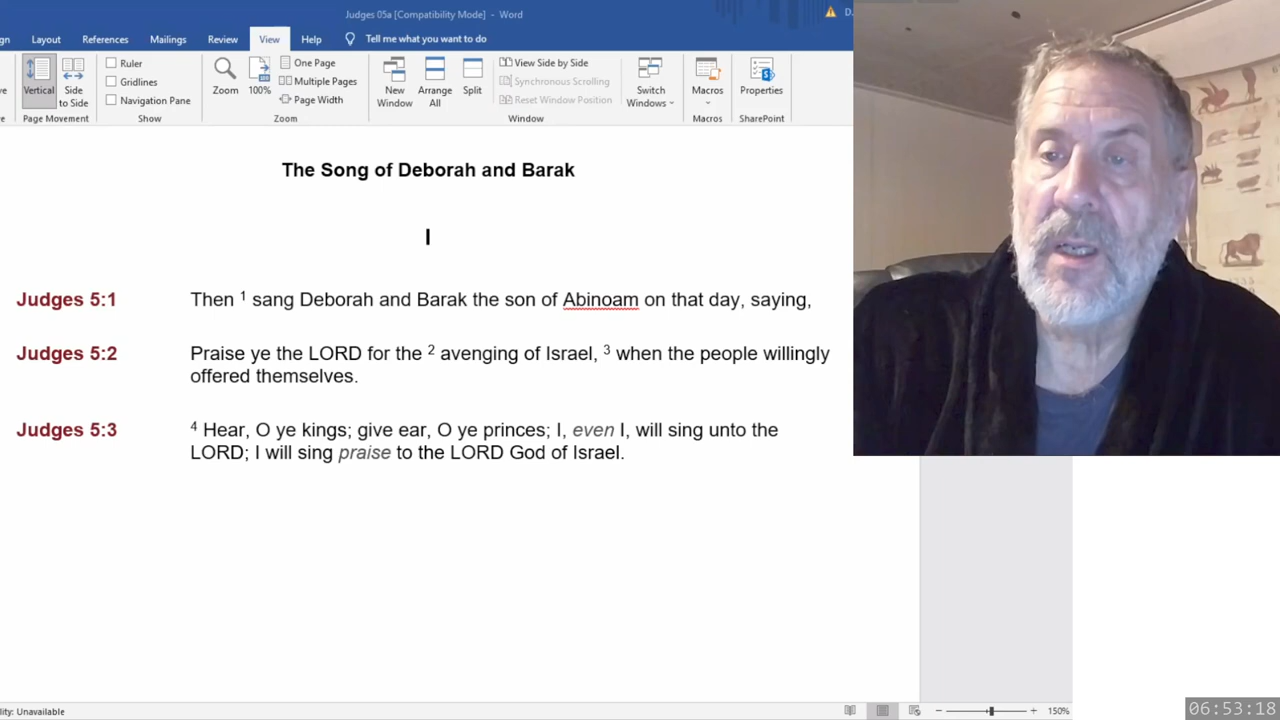 Judges 05a [Compatibility Mode] - Word
D.
gn Layout References Mailings Review View Help Tell me what you want to do
Vertical Side to Side Page Movement
Ruler
Gridlines
Navigation Pane
Show
Zoom 100% One Page
Multiple Pages
Page Width
Zoom
New Window Arrange All Split
View Side by Side
Synchronous Scrolling
Reset Window Position
Window
Switch Windows
Macros
Macros
Properties
SharePoint
The Song of Deborah and Barak
I
Judges 5:1 Then 1 sang Deborah and Barak the son of Abinoam on that day, saying,
Judges 5:2 Praise ye the LORD for the 2 avenging of Israel, 3 when the people willingly
offered themselves.
Judges 5:3 4 Hear, O ye kings; give ear, O ye princes; I, even I, will sing unto the
LORD; I will sing praise to the LORD God of Israel.
lity: Unavailable
150%
06:53:18